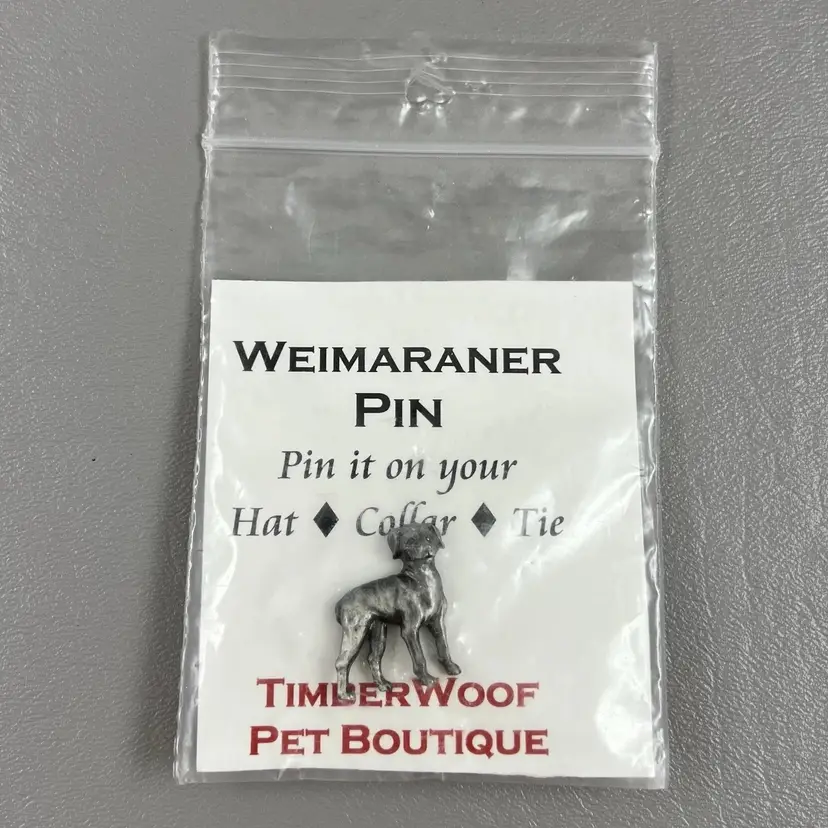 WEIMARANER
PIN
Pin it on your
Hat ♦ Collar ♦ Tie
TIMBERWOOF
PET BOUTIQUE